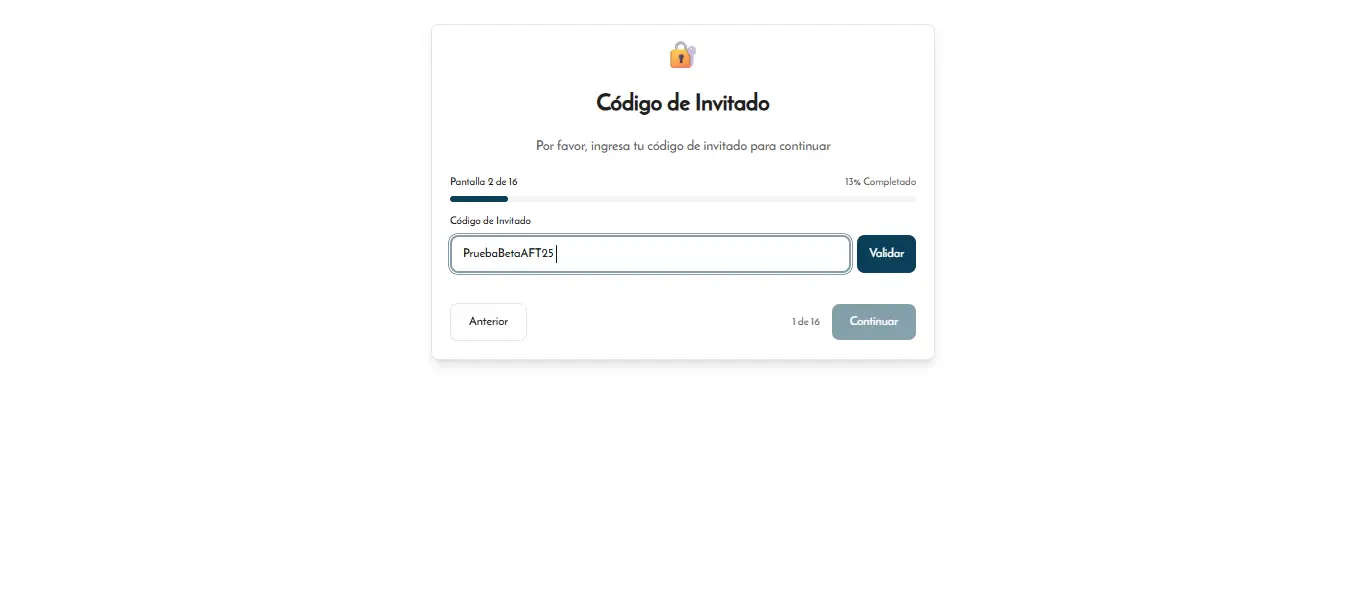 Código de Invitado
Por favor, ingresa tu código de invitado para continuar
Pantalla 2 de 16 13% Completado
Código de Invitado
PruebaBetaAFT25 Validar
Anterior 1 de 16 Continuar